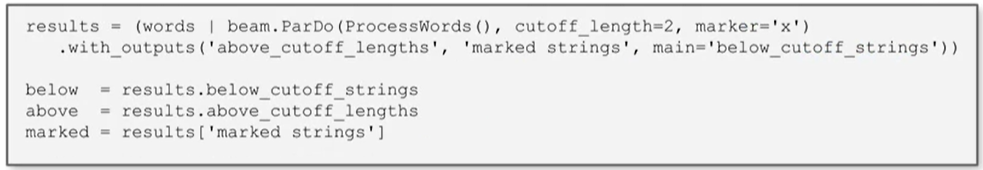 results = (words | beam.ParDo(ProcessWords(), cutoff_length=2, marker='x')
.with_outputs('above_cutoff_lengths', 'marked strings', main='below_cutoff_strings'))
below = results.below_cutoff_strings
above = results.above_cutoff_lengths
marked = results['marked strings']